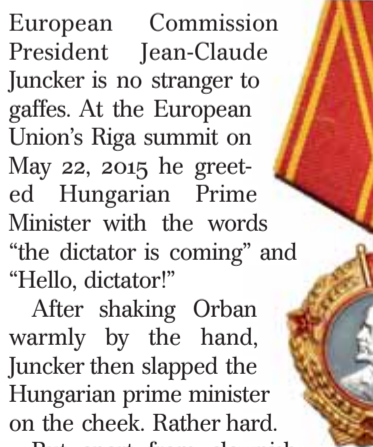 European Commission
President Jean-Claude
Juncker is no stranger to
gaffes. At the European
Union's Riga summit on
May 22, 2015 he greet-
ed Hungarian Prime
Minister with the words
“the dictator is coming” and
“Hello, dictator!”
After shaking Orban
warmly by the hand,
Juncker then slapped the
Hungarian prime minister
on the cheek. Rather hard.